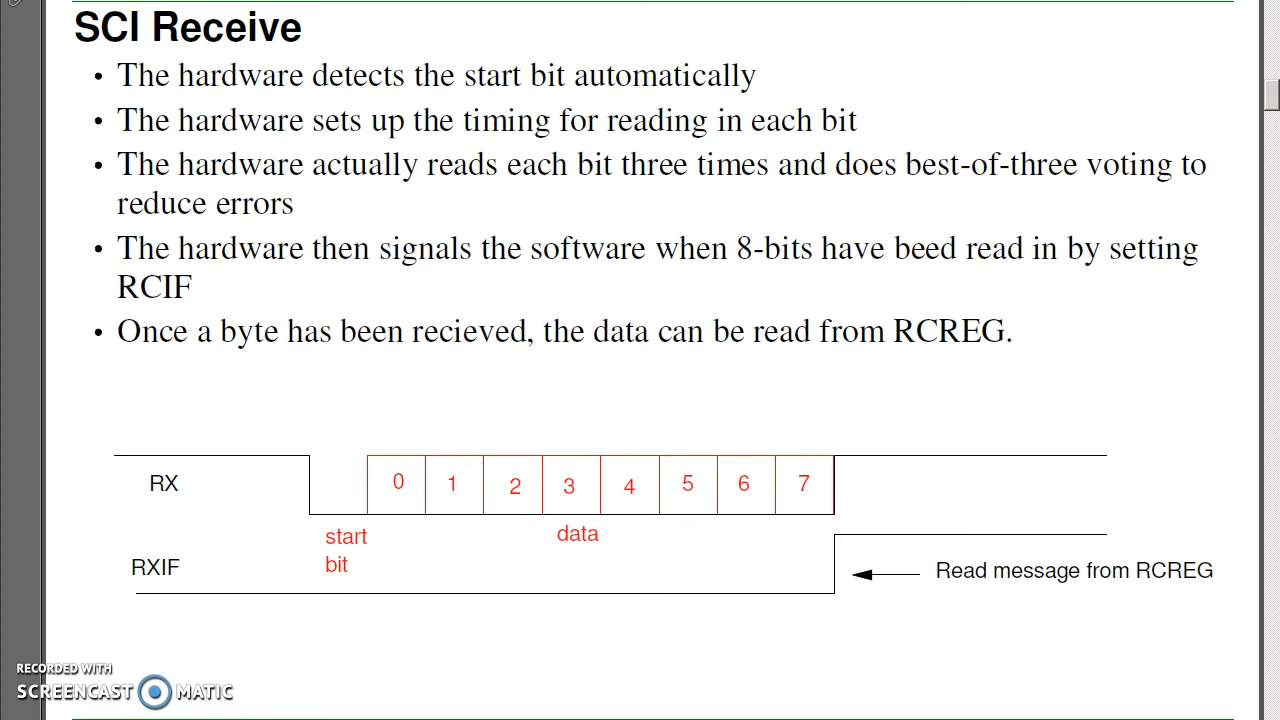 SCI Receive
• The hardware detects the start bit automatically
• The hardware sets up the timing for reading in each bit
• The hardware actually reads each bit three times and does best-of-three voting to
reduce errors
• The hardware then signals the software when 8-bits have beed read in by setting
RCIF
• Once a byte has been recieved, the data can be read from RCREG.
RX 0 1 2 3 4 5 6 7
start data
bit
RXIF Read message from RCREG
RECORDED WITH
SCREENCAST MATIC